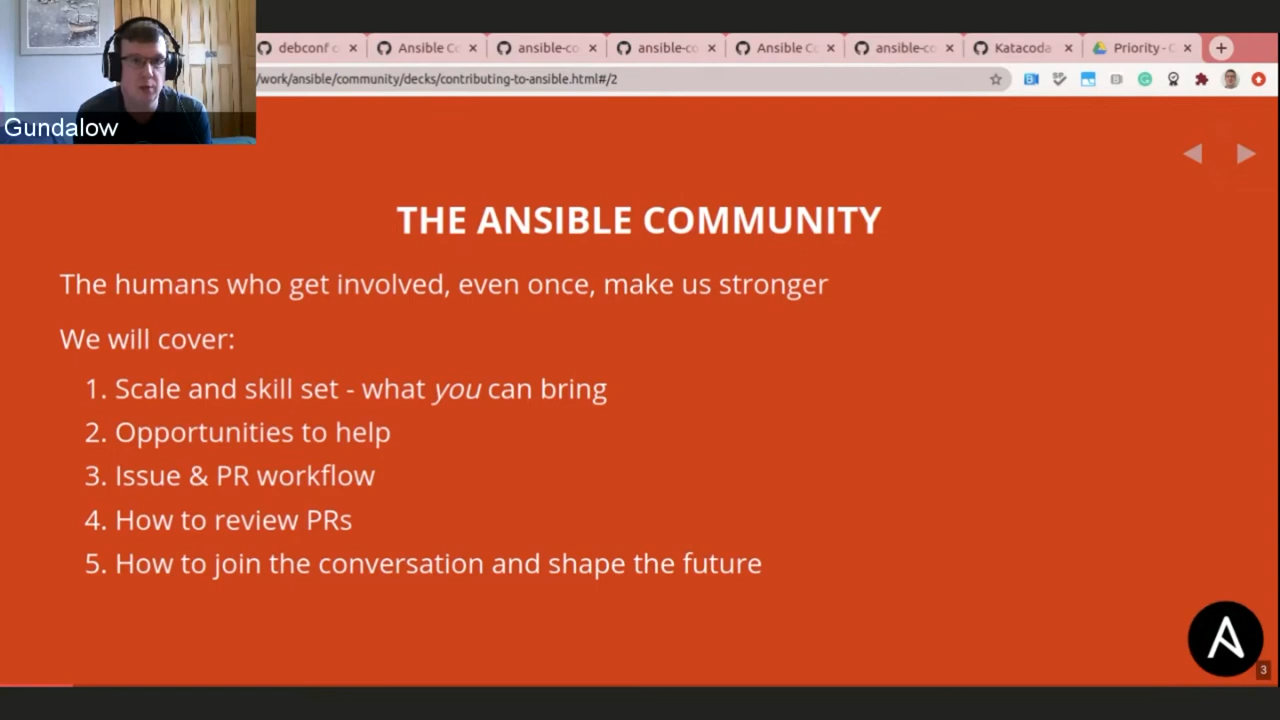 debconf
Ansible Co
ansible-co
ansible-co
Ansible Co
ansible-co
Katacoda
Priority - C
/work/ansible/community/decks/contributing-to-ansible.html#/2
Gundalow
THE ANSIBLE COMMUNITY
The humans who get involved, even once, make us stronger
We will cover:
1. Scale and skill set - what you can bring
2. Opportunities to help
3. Issue & PR workflow
4. How to review PRs
5. How to join the conversation and shape the future
3